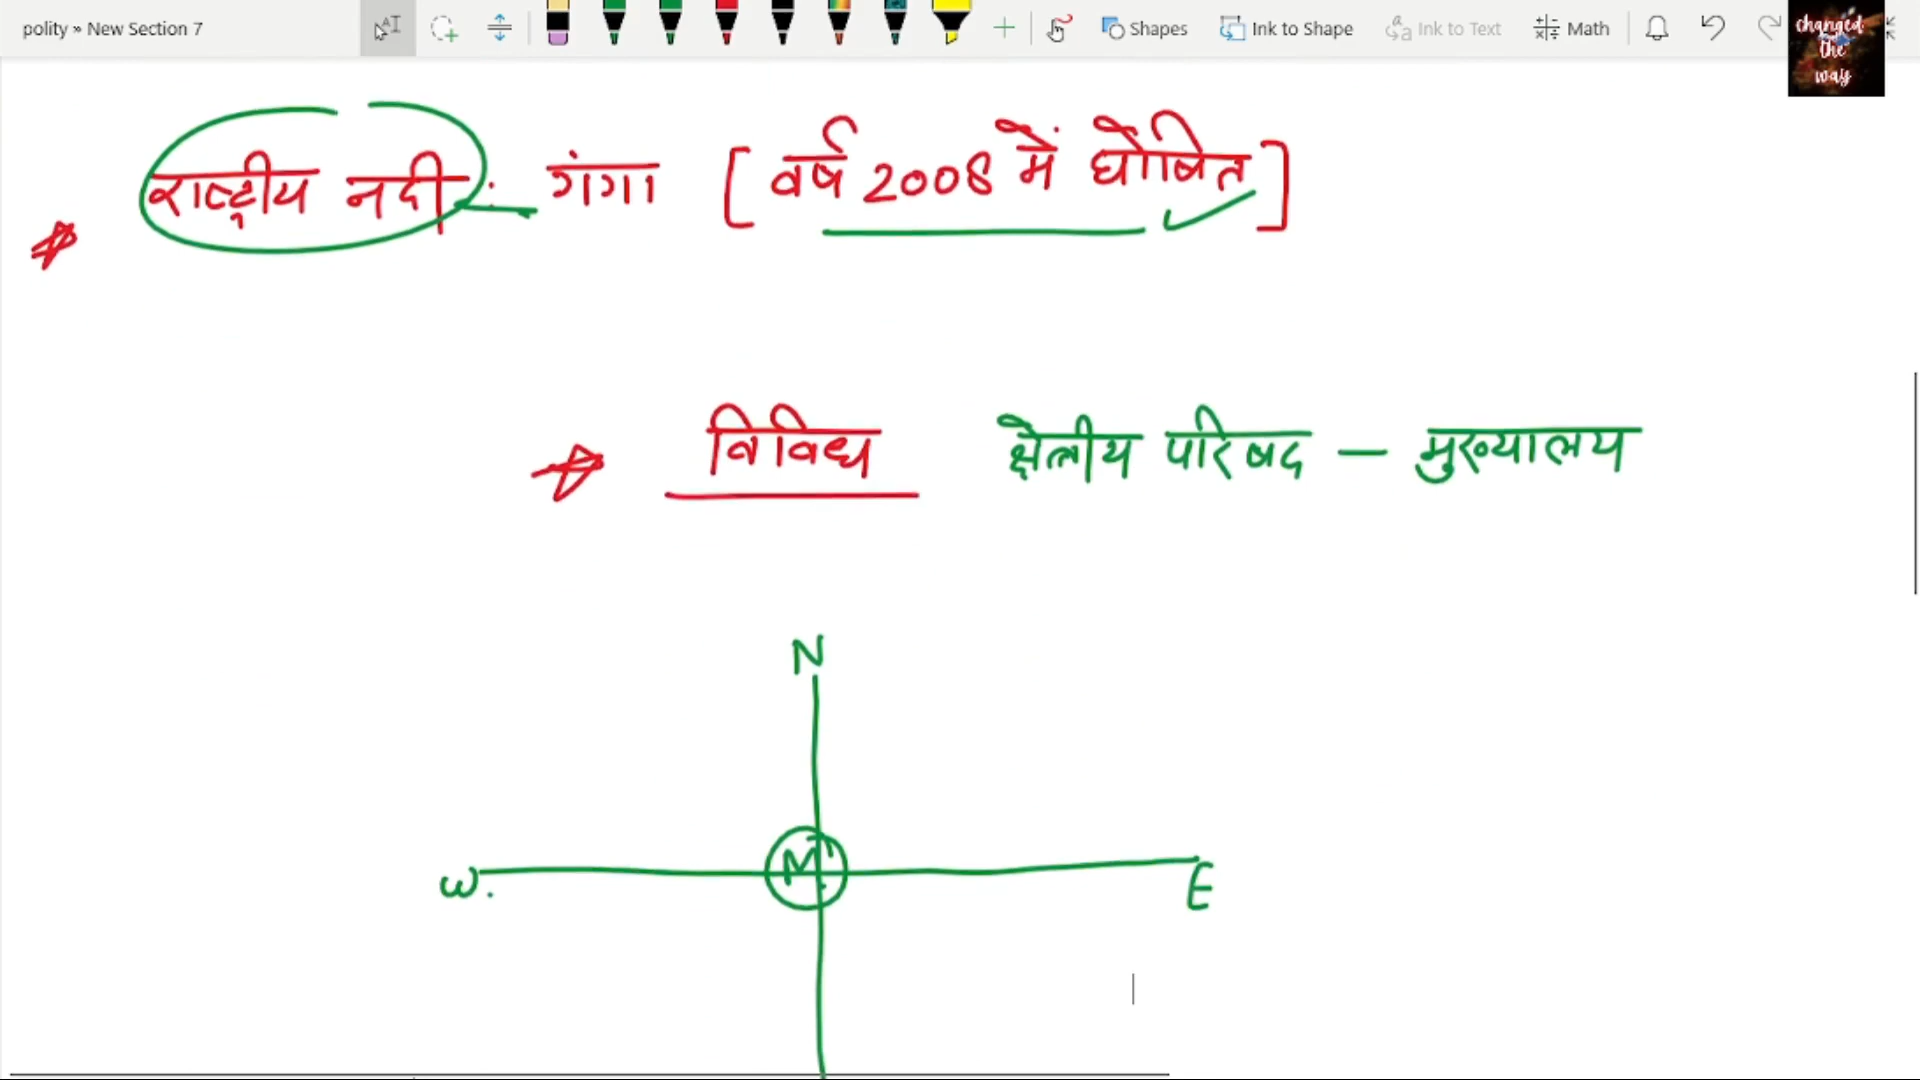 polity » New Section 7
Shapes
Ink to Shape
Ink to Text
Math
changed
the
way
राष्ट्रीय नदी : गंगा [ वर्ष 2008 में घोषित ]
विविध क्षेत्रीय परिषद – मुख्यालय
N
M
W.
E